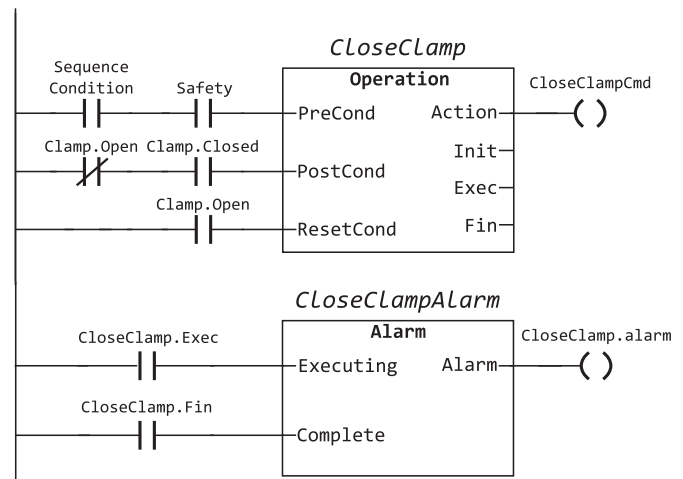 CloseClamp
Sequence
Condition
Safety
Operation
CloseClampCmd
PreCond
Action
Clamp.Open
Clamp.Closed
Init
PostCond
Exec
Clamp.Open
ResetCond
Fin
CloseClampAlarm
CloseClamp.Exec
Alarm
CloseClamp.alarm
Executing
Alarm
CloseClamp.Fin
Complete